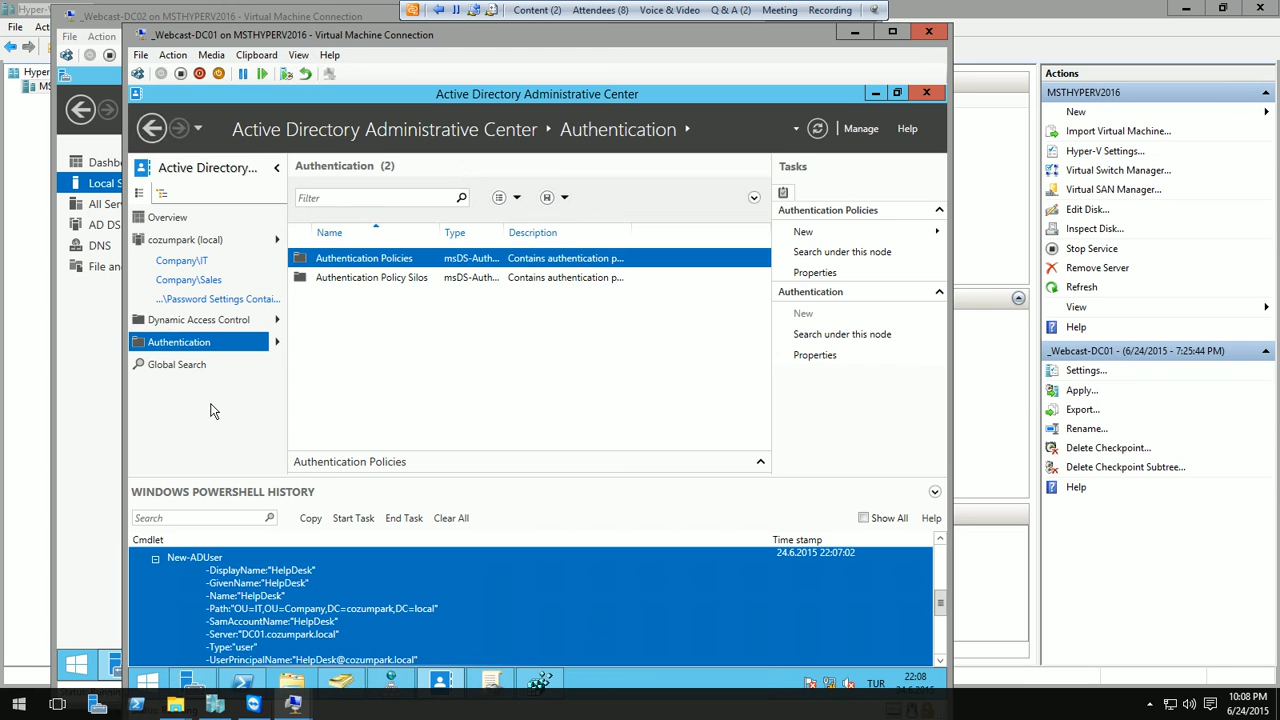 Hyper-V
_Webcast-DC02 on MSTHYPERV2016 - Virtual Machine Connection
Content (2)
Attendees (8)
Voice & Video
Q & A (2)
Meeting
Recording
File
Action
File
Action
_Webcast-DC01 on MSTHYPERV2016 - Virtual Machine Connection
File
Action
Media
Clipboard
View
Help
Hyper
Active Directory Administrative Center
Active Directory Administrative Center
Authentication
Manage
Help
Dashbo
Local S
All Serv
AD DS
DNS
File and
Active Directory...
Overview
cozumpark (local)
Company\IT
Company\Sales
...\Password Settings Contai...
Dynamic Access Control
Authentication
Global Search
Authentication (2)
Filter
Name
Type
Description
Authentication Policies
msDS-Auth...
Contains authentication p...
Authentication Policy Silos
msDS-Auth...
Contains authentication p...
Authentication Policies
Tasks
Authentication Policies
New
Search under this node
Properties
Authentication
New
Search under this node
Properties
WINDOWS POWERSHELL HISTORY
Search
Copy
Start Task
End Task
Clear All
Show All
Help
Cmdlet
Time stamp
24.6.2015 22:07:02
New-ADUser
-DisplayName:"HelpDesk"
-GivenName:"HelpDesk"
-Name:"HelpDesk"
-Path:"OU=IT,OU=Company,DC=cozumpark,DC=local"
-SamAccountName:"HelpDesk"
-Server:"DC01.cozumpark.local"
-Type:"user"
-UserPrincipalName:"HelpDesk@cozumpark.local"
TUR
22:08
24.6.2015
Actions
MSTHYPERV2016
New
Import Virtual Machine...
Hyper-V Settings...
Virtual Switch Manager...
Virtual SAN Manager...
Edit Disk...
Inspect Disk...
Stop Service
Remove Server
Refresh
View
Help
_Webcast-DC01 - (6/24/2015 - 7:25:44 PM)
Settings...
Apply...
Export...
Rename...
Delete Checkpoint...
Delete Checkpoint Subtree...
Help
10:08 PM
6/24/2015